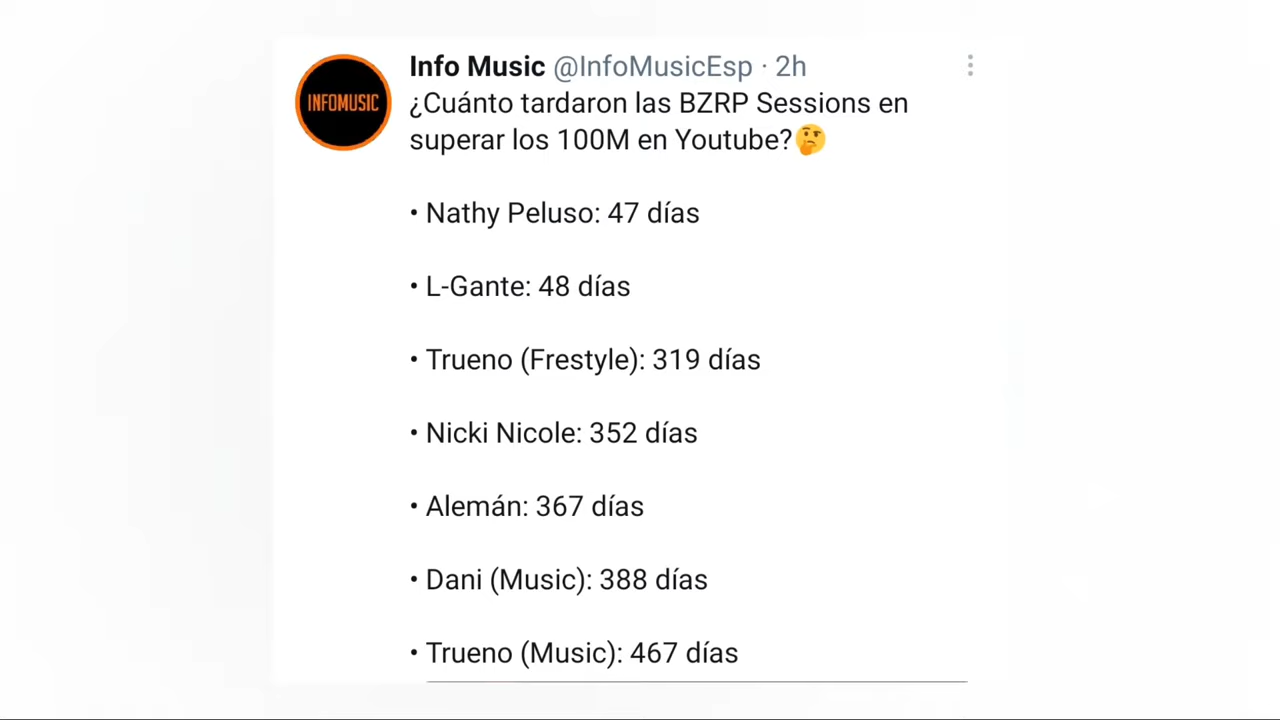 INFOMUSIC
Info Music @InfoMusicEsp · 2h
¿Cuánto tardaron las BZRP Sessions en
superar los 100M en Youtube?🤔
• Nathy Peluso: 47 días
• L-Gante: 48 días
• Trueno (Frestyle): 319 días
• Nicki Nicole: 352 días
• Alemán: 367 días
• Dani (Music): 388 días
• Trueno (Music): 467 días